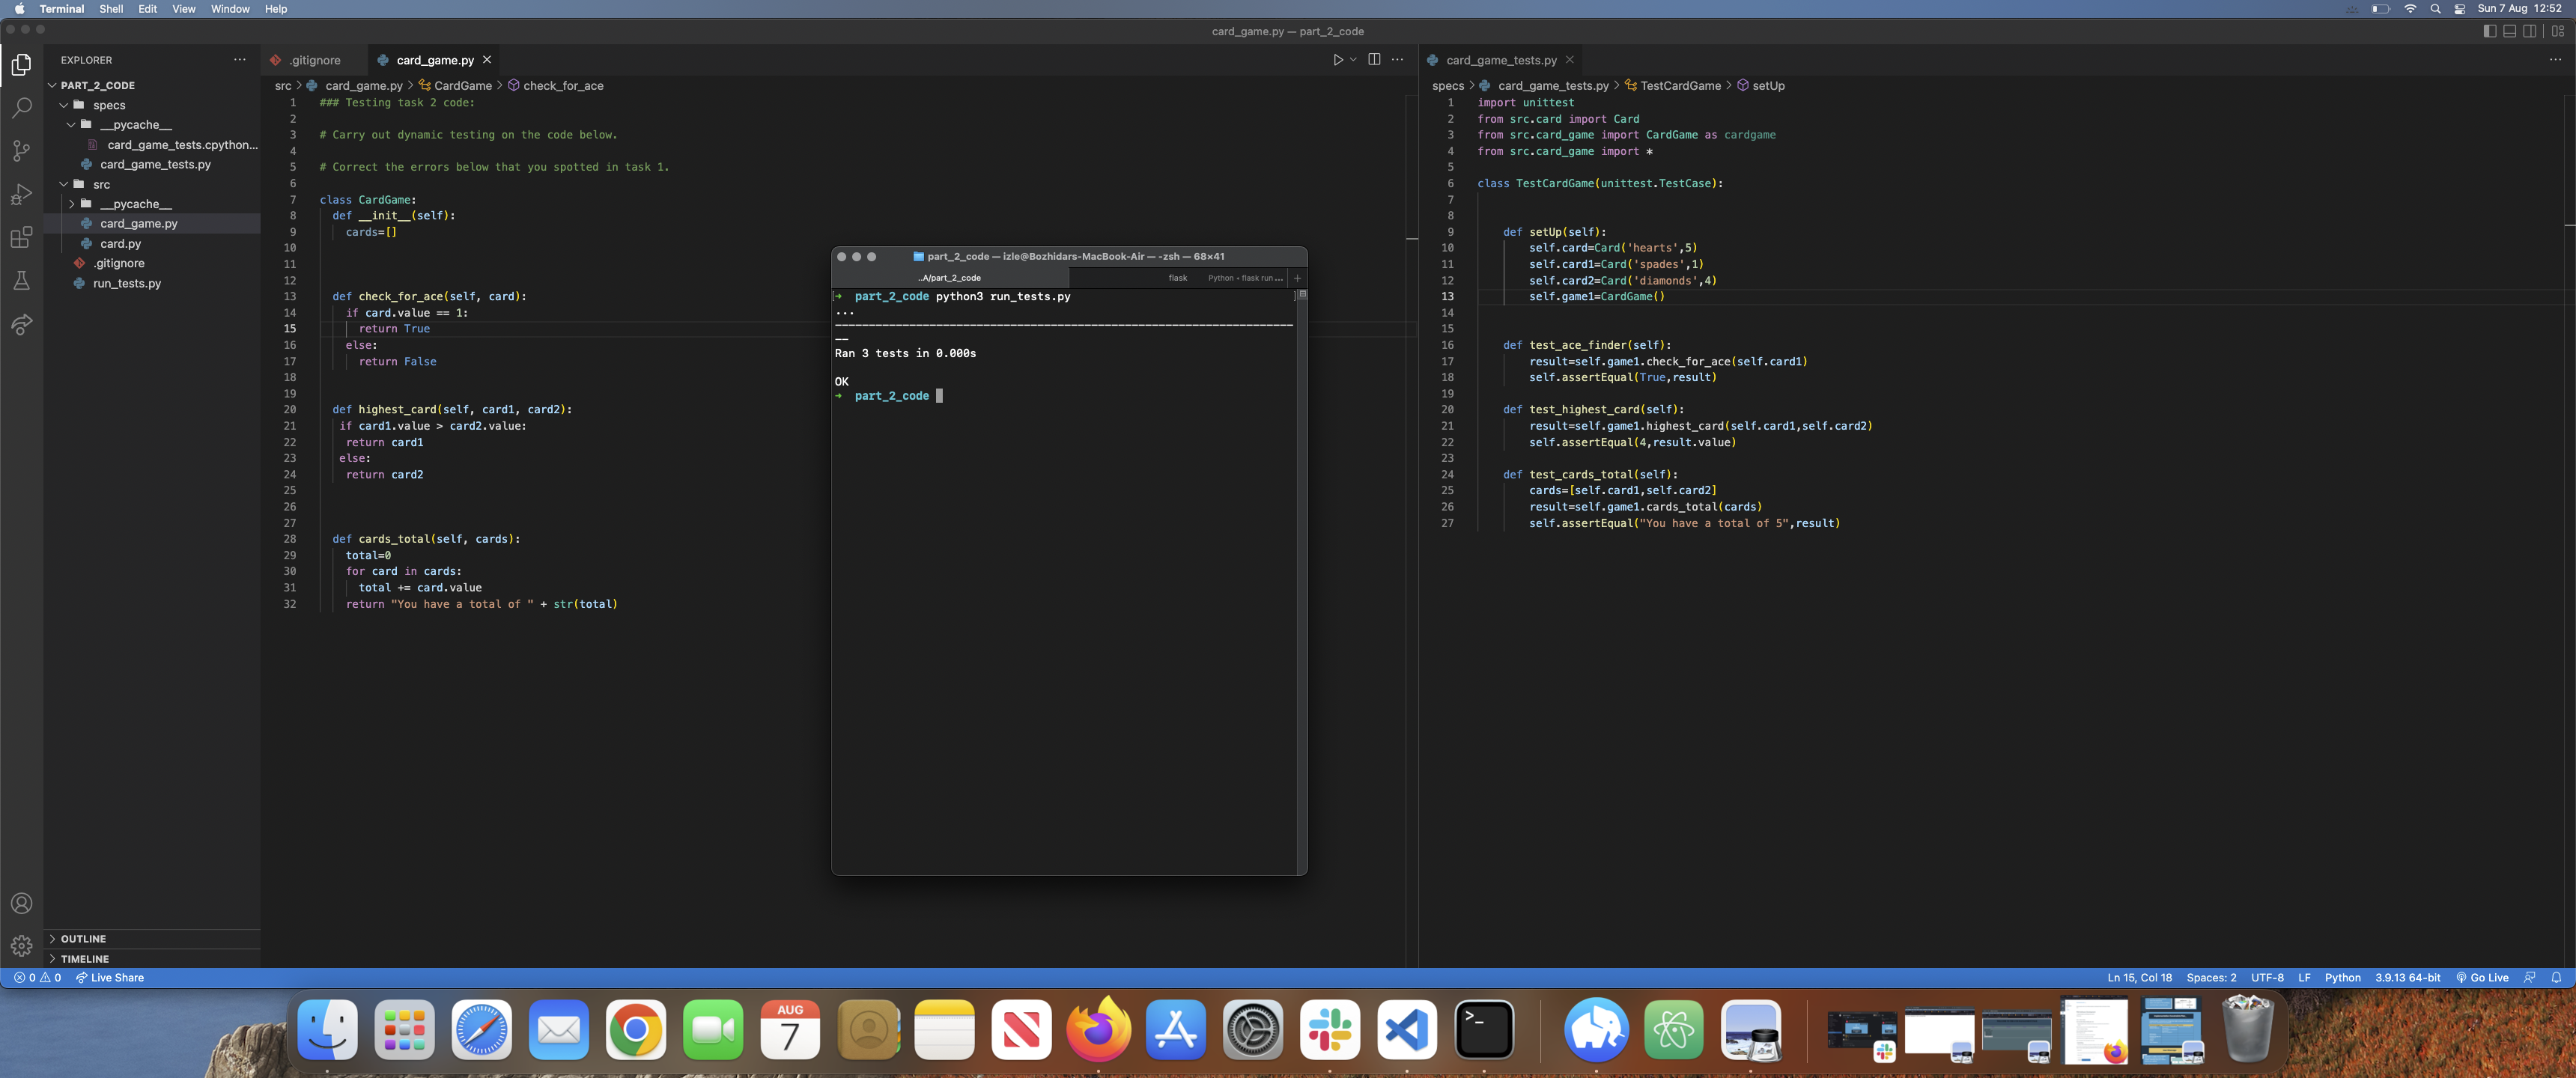 Terminal Shell Edit View Window Help Sun 7 Aug 12:52
card_game.py — part_2_code
EXPLORER
PART_2_CODE
specs
__pycache__
card_game_tests.cpython...
card_game_tests.py
src
__pycache__
card_game.py
card.py
.gitignore
run_tests.py
OUTLINE
TIMELINE
.gitignore card_game.py
src > card_game.py > CardGame > check_for_ace
1 ### Testing task 2 code:
2
3 # Carry out dynamic testing on the code below.
4
5 # Correct the errors below that you spotted in task 1.
6
7 class CardGame:
8 def __init__(self):
9 cards=[]
10
11
12
13 def check_for_ace(self, card):
14 if card.value == 1:
15 return True
16 else:
17 return False
18
19
20 def highest_card(self, card1, card2):
21 if card1.value > card2.value:
22 return card1
23 else:
24 return card2
25
26
27
28 def cards_total(self, cards):
29 total=0
30 for card in cards:
31 total += card.value
32 return "You have a total of " + str(total)
part_2_code — izle@Bozhidars-MacBook-Air — -zsh — 68×41
..A/part_2_code flask Python • flask run ...
part_2_code python3 run_tests.py
...
----------------------------------------------------------------------
Ran 3 tests in 0.000s
OK
part_2_code
card_game_tests.py
specs > card_game_tests.py > TestCardGame > setUp
1 import unittest
2 from src.card import Card
3 from src.card_game import CardGame as cardgame
4 from src.card_game import *
5
6 class TestCardGame(unittest.TestCase):
7
8
9 def setUp(self):
10 self.card=Card('hearts',5)
11 self.card1=Card('spades',1)
12 self.card2=Card('diamonds',4)
13 self.game1=CardGame()
14
15
16 def test_ace_finder(self):
17 result=self.game1.check_for_ace(self.card1)
18 self.assertEqual(True,result)
19
20 def test_highest_card(self):
21 result=self.game1.highest_card(self.card1,self.card2)
22 self.assertEqual(4,result.value)
23
24 def test_cards_total(self):
25 cards=[self.card1,self.card2]
26 result=self.game1.cards_total(cards)
27 self.assertEqual("You have a total of 5",result)
0 0 Live Share Ln 15, Col 18 Spaces: 2 UTF-8 LF Python 3.9.13 64-bit Go Live
AUG
7